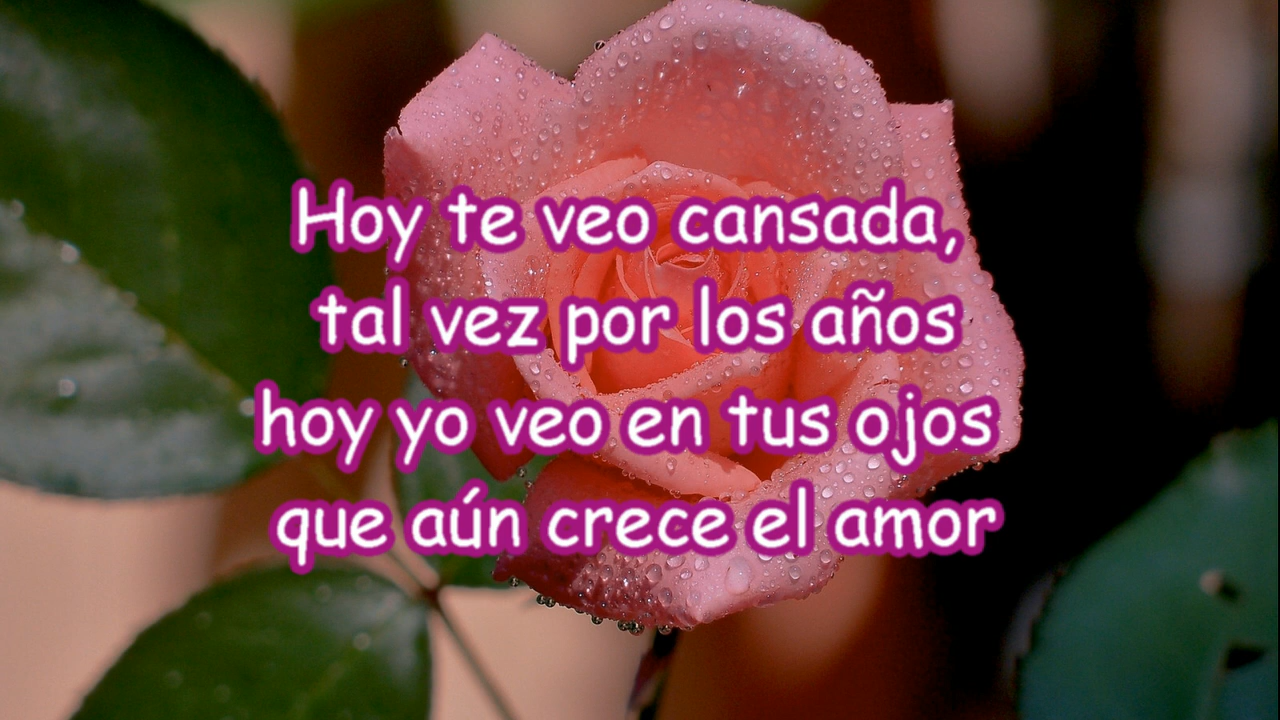 Hoy te veo cansada,
tal vez por los años
hoy yo veo en tus ojos
que aún crece el amor